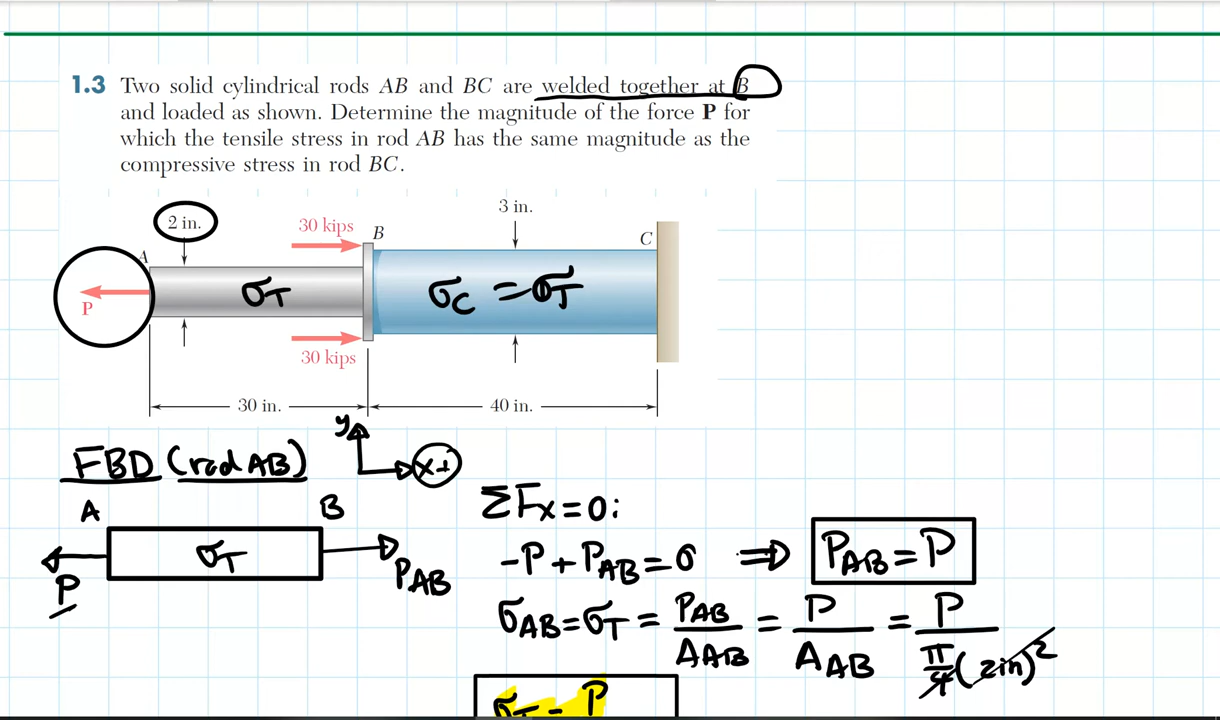 1.3 Two solid cylindrical rods AB and BC are welded together at B
and loaded as shown. Determine the magnitude of the force P for
which the tensile stress in rod AB has the same magnitude as the
compressive stress in rod BC.
3 in.
2 in.
30 kips
B
C
A
σT
σC = σT
P
30 kips
30 in.
40 in.
y
x+
FBD (rod AB)
A
B
ΣFx = 0:
σT
P
PAB
-P + PAB = 0 ⇒ PAB = P
σAB = σT = PAB / AAB = P / AAB = P / π/4 (2in)²
σT = P